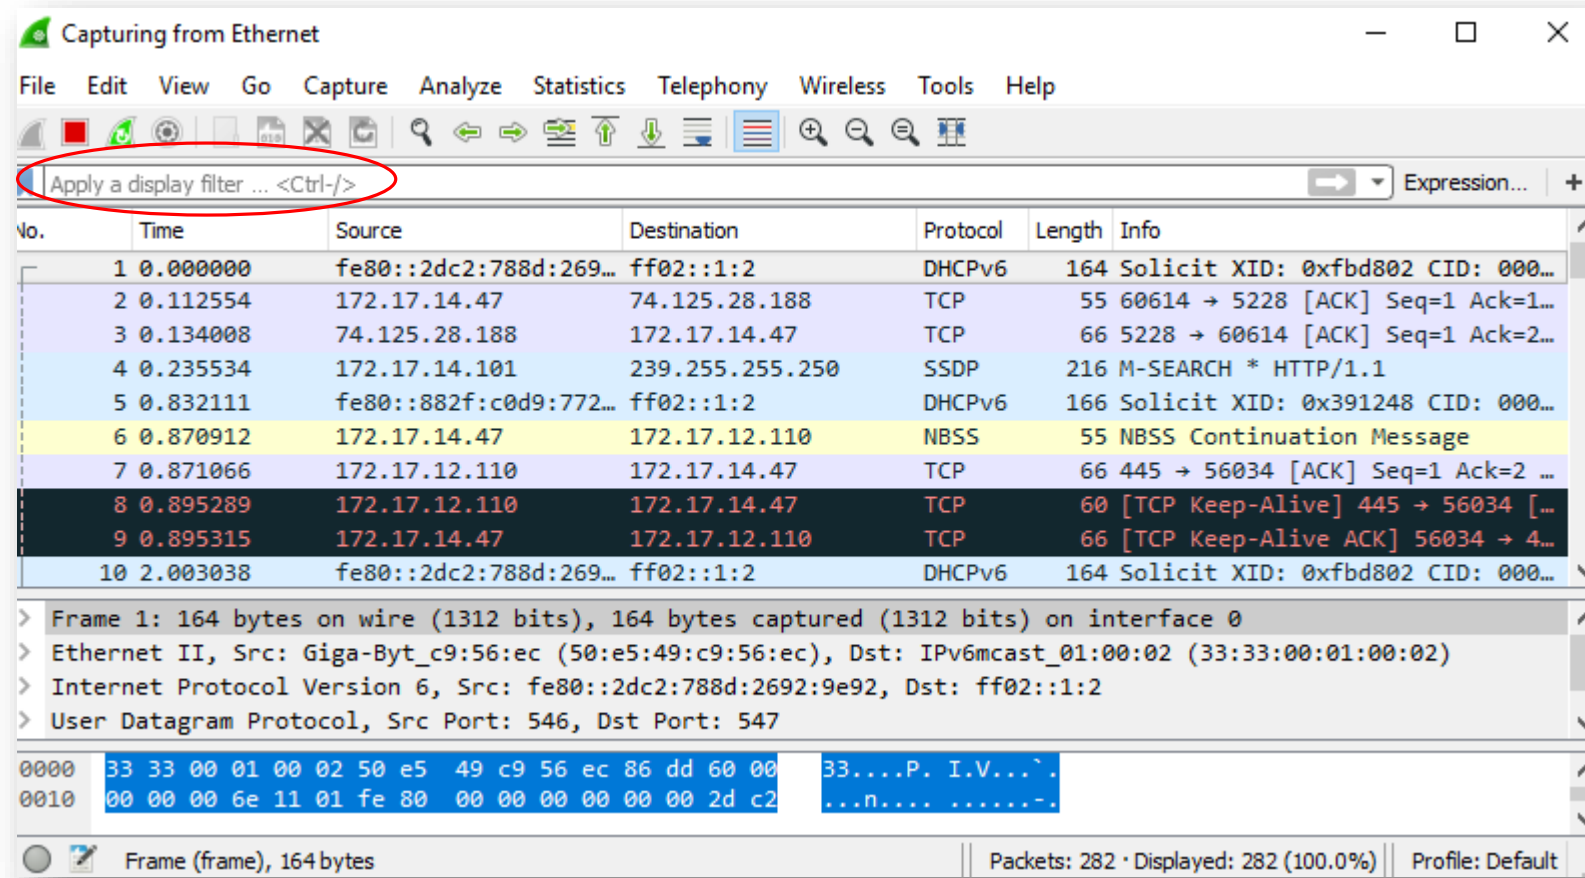 Capturing from Ethernet
File Edit View Go Capture Analyze Statistics Telephony Wireless Tools Help
Apply a display filter ... <Ctrl-/> Expression... +
No. Time Source Destination Protocol Length Info
1 0.000000 fe80::2dc2:788d:269… ff02::1:2 DHCPv6 164 Solicit XID: 0xfbd802 CID: 000…
2 0.112554 172.17.14.47 74.125.28.188 TCP 55 60614 → 5228 [ACK] Seq=1 Ack=1…
3 0.134008 74.125.28.188 172.17.14.47 TCP 66 5228 → 60614 [ACK] Seq=1 Ack=2…
4 0.235534 172.17.14.101 239.255.255.250 SSDP 216 M-SEARCH * HTTP/1.1
5 0.832111 fe80::882f:c0d9:772… ff02::1:2 DHCPv6 166 Solicit XID: 0x391248 CID: 000…
6 0.870912 172.17.14.47 172.17.12.110 NBSS 55 NBSS Continuation Message
7 0.871066 172.17.12.110 172.17.14.47 TCP 66 445 → 56034 [ACK] Seq=1 Ack=2 …
8 0.895289 172.17.12.110 172.17.14.47 TCP 60 [TCP Keep-Alive] 445 → 56034 […
9 0.895315 172.17.14.47 172.17.12.110 TCP 66 [TCP Keep-Alive ACK] 56034 → 4…
10 2.003038 fe80::2dc2:788d:269… ff02::1:2 DHCPv6 164 Solicit XID: 0xfbd802 CID: 000…
> Frame 1: 164 bytes on wire (1312 bits), 164 bytes captured (1312 bits) on interface 0
> Ethernet II, Src: Giga-Byt_c9:56:ec (50:e5:49:c9:56:ec), Dst: IPv6mcast_01:00:02 (33:33:00:01:00:02)
> Internet Protocol Version 6, Src: fe80::2dc2:788d:2692:9e92, Dst: ff02::1:2
> User Datagram Protocol, Src Port: 546, Dst Port: 547
0000 33 33 00 01 00 02 50 e5 49 c9 56 ec 86 dd 60 00 33....P. I.V...`.
0010 00 00 00 6e 11 01 fe 80 00 00 00 00 00 00 2d c2 ...n.... ......-.
Frame (frame), 164 bytes Packets: 282 · Displayed: 282 (100.0%) Profile: Default